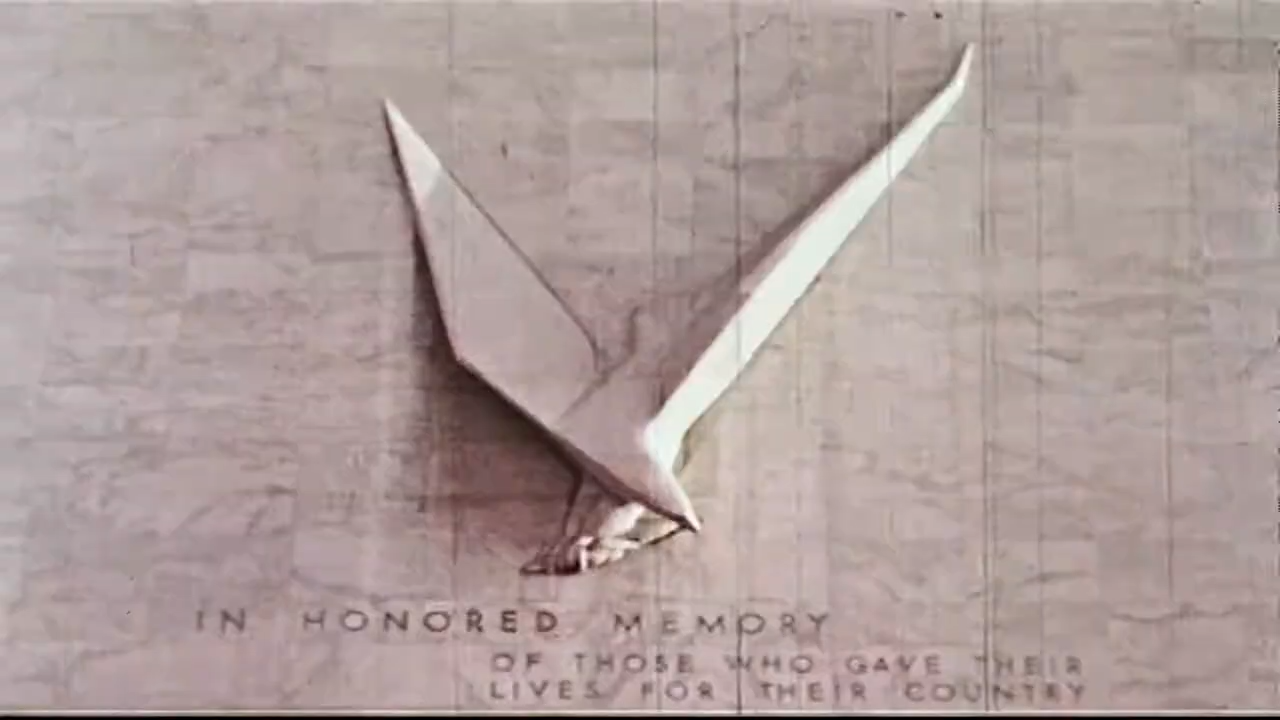 IN HONORED MEMORY
OF THOSE WHO GAVE THEIR
LIVES FOR THEIR COUNTRY